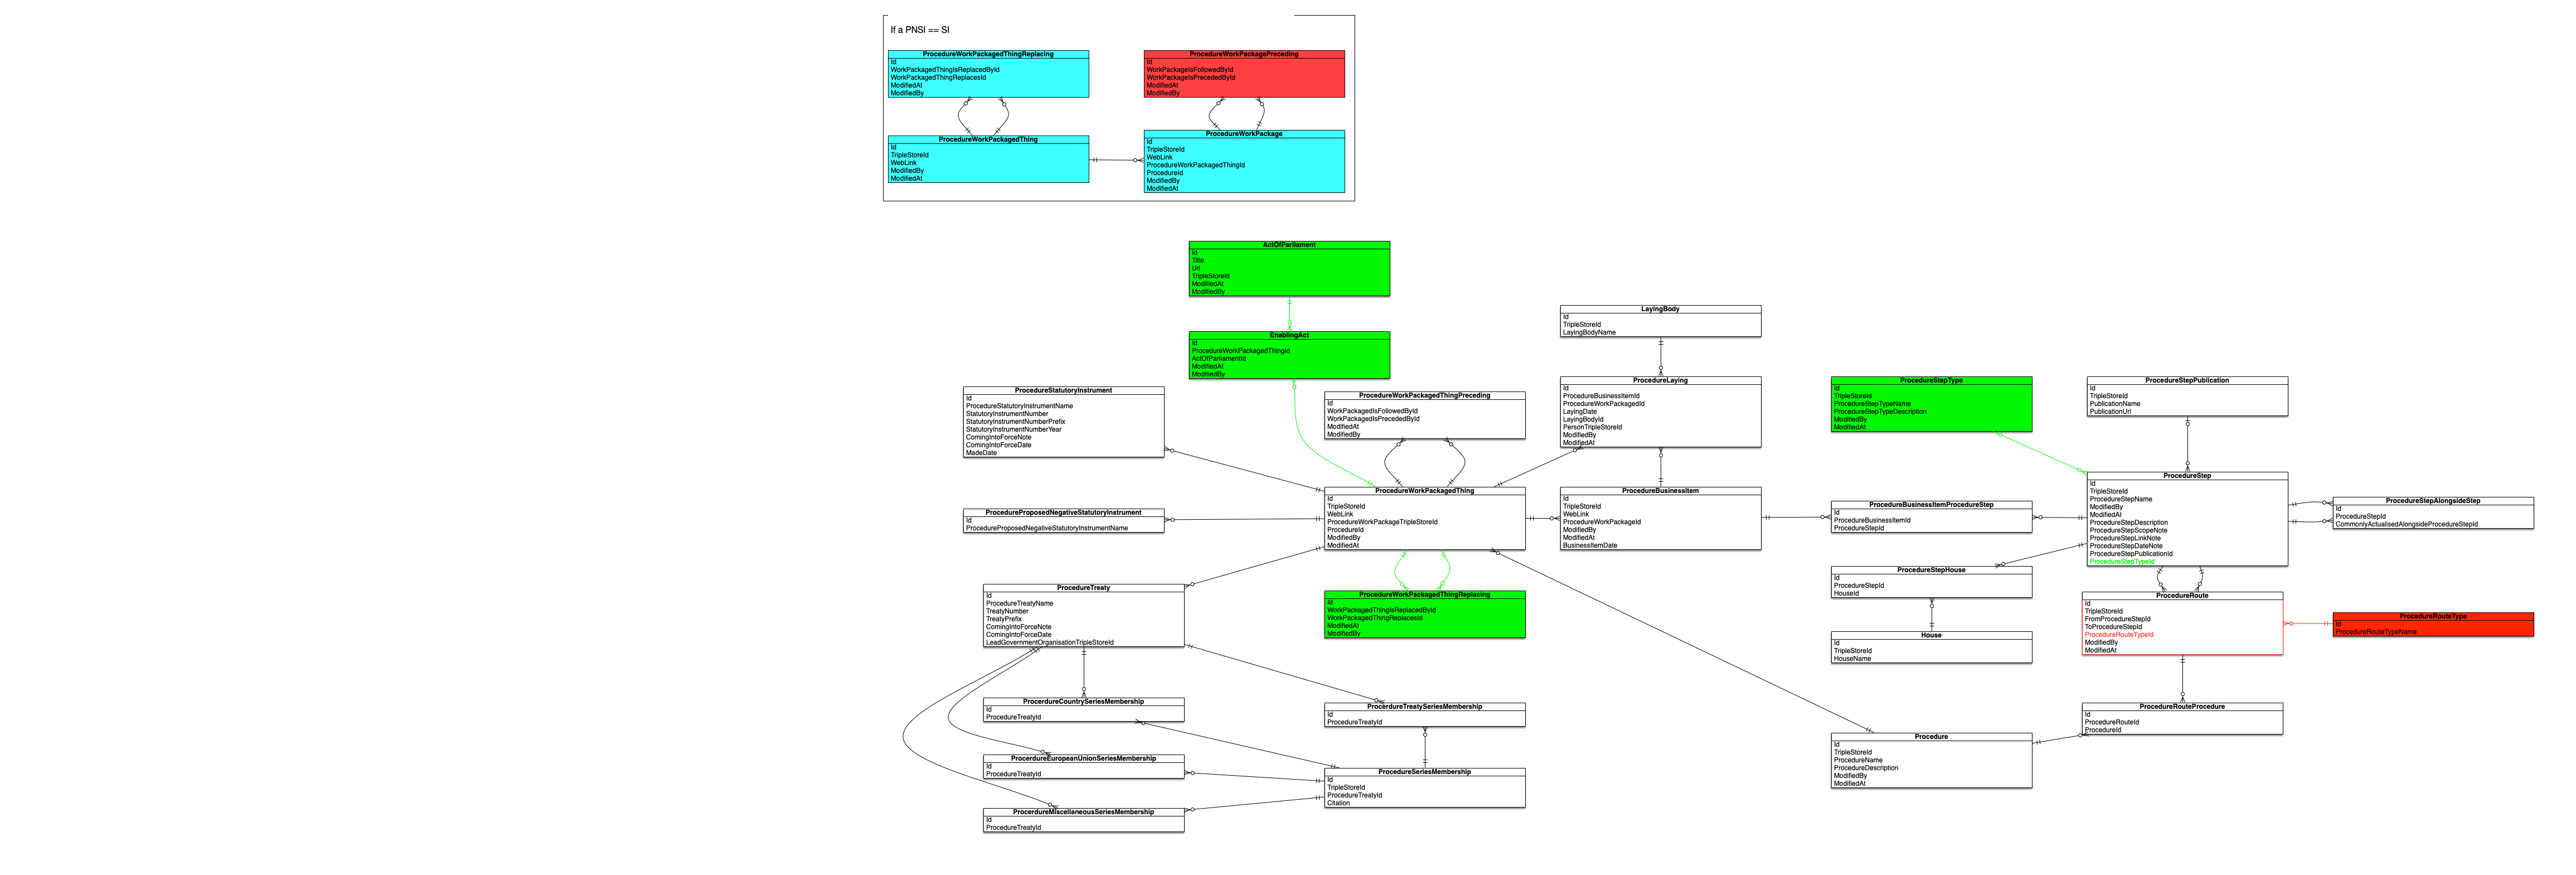 If a PNSI == SI
ProcedureWorkPackagedThingReplacing
Id
WorkPackagedThingIsReplacedById
WorkPackagedThingReplacesId
ModifiedAt
ModifiedBy
ProcedureWorkPackagePreceding
Id
WorkPackageIsFollowedById
WorkPackageIsPrecededById
ModifiedAt
ModifiedBy
ProcedureWorkPackagedThing
Id
TripleStoreId
WebLink
ModifiedBy
ModifiedAt
ProcedureWorkPackage
Id
TripleStoreId
WebLink
ProcedureWorkPackagedThingId
ProcedureId
ModifiedBy
ModifiedAt
ActOfParliament
Id
Title
Url
TripleStoreId
ModifiedAt
ModifiedBy
EnablingAct
Id
ProcedureWorkPackagedThingId
ActOfParliamentId
ModifiedAt
ModifiedBy
LayingBody
Id
TripleStoreId
LayingBodyName
ProcedureStatutoryInstrument
Id
ProcedureStatutoryInstrumentName
StatutoryInstrumentNumber
StatutoryInstrumentNumberPrefix
StatutoryInstrumentNumberYear
ComingIntoForceNote
ComingIntoForceDate
MadeDate
ProcedureWorkPackagedThingPreceding
Id
WorkPackagedIsFollowedById
WorkPackagedIsPrecededById
ModifiedAt
ModifiedBy
ProcedureLaying
Id
ProcedureBusinessItemId
ProcedureWorkPackagedId
LayingDate
LayingBodyId
PersonTripleStoreId
ModifiedBy
ModifiedAt
ProcedureStepType
Id
TripleStoreId
ProcedureStepTypeName
ProcedureStepTypeDescription
ModifiedBy
ModifiedAt
ProcedureStepPublication
Id
TripleStoreId
PublicationName
PublicationUrl
ProcedureProposedNegativeStatutoryInstrument
Id
ProcedureProposedNegativeStatutoryInstrumentName
ProcedureWorkPackagedThing
Id
TripleStoreId
WebLink
ProcedureWorkPackageTripleStoreId
ProcedureId
ModifiedBy
ModifiedAt
ProcedureBusinessItem
Id
TripleStoreId
WebLink
ProcedureWorkPackageId
ModifiedBy
ModifiedAt
BusinessItemDate
ProcedureBusinessItemProcedureStep
Id
ProcedureBusinessItemId
ProcedureStepId
ProcedureStep
Id
TripleStoreId
ProcedureStepName
ModifiedBy
ModifiedAt
ProcedureStepDescription
ProcedureStepScopeNote
ProcedureStepLinkNote
ProcedureStepDateNote
ProcedureStepPublicationId
ProcedureStepTypeId
ProcedureStepAlongsideStep
Id
ProcedureStepId
CommonlyActualisedAlongsideProcedureStepId
ProcedureTreaty
Id
ProcedureTreatyName
TreatyNumber
TreatyPrefix
ComingIntoForceNote
ComingIntoForceDate
LeadGovernmentOrganisationTripleStoreId
ProcedureWorkPackagedThingReplacing
Id
WorkPackagedThingIsReplacedById
WorkPackagedThingReplacesId
ModifiedAt
ModifiedBy
ProcedureStepHouse
Id
ProcedureStepId
HouseId
House
Id
TripleStoreId
HouseName
ProcedureRoute
Id
TripleStoreId
FromProcedureStepId
ToProcedureStepId
ProcedureRouteTypeId
ModifiedBy
ModifiedAt
ProcedureRouteType
Id
ProcedureRouteTypeName
ProcerdureCountrySeriesMembership
Id
ProcedureTreatyId
ProcerdureTreatySeriesMembership
Id
ProcedureTreatyId
ProcedureRouteProcedure
Id
ProcedureRouteId
ProcedureId
Procedure
Id
TripleStoreId
ProcedureName
ProcedureDescription
ModifiedBy
ModifiedAt
ProcerdureEuropeanUnionSeriesMembership
Id
ProcedureTreatyId
ProcedureSeriesMembership
Id
TripleStoreId
ProcedureTreatyId
Citation
ProcerdureMiscellaneousSeriesMembership
Id
ProcedureTreatyId